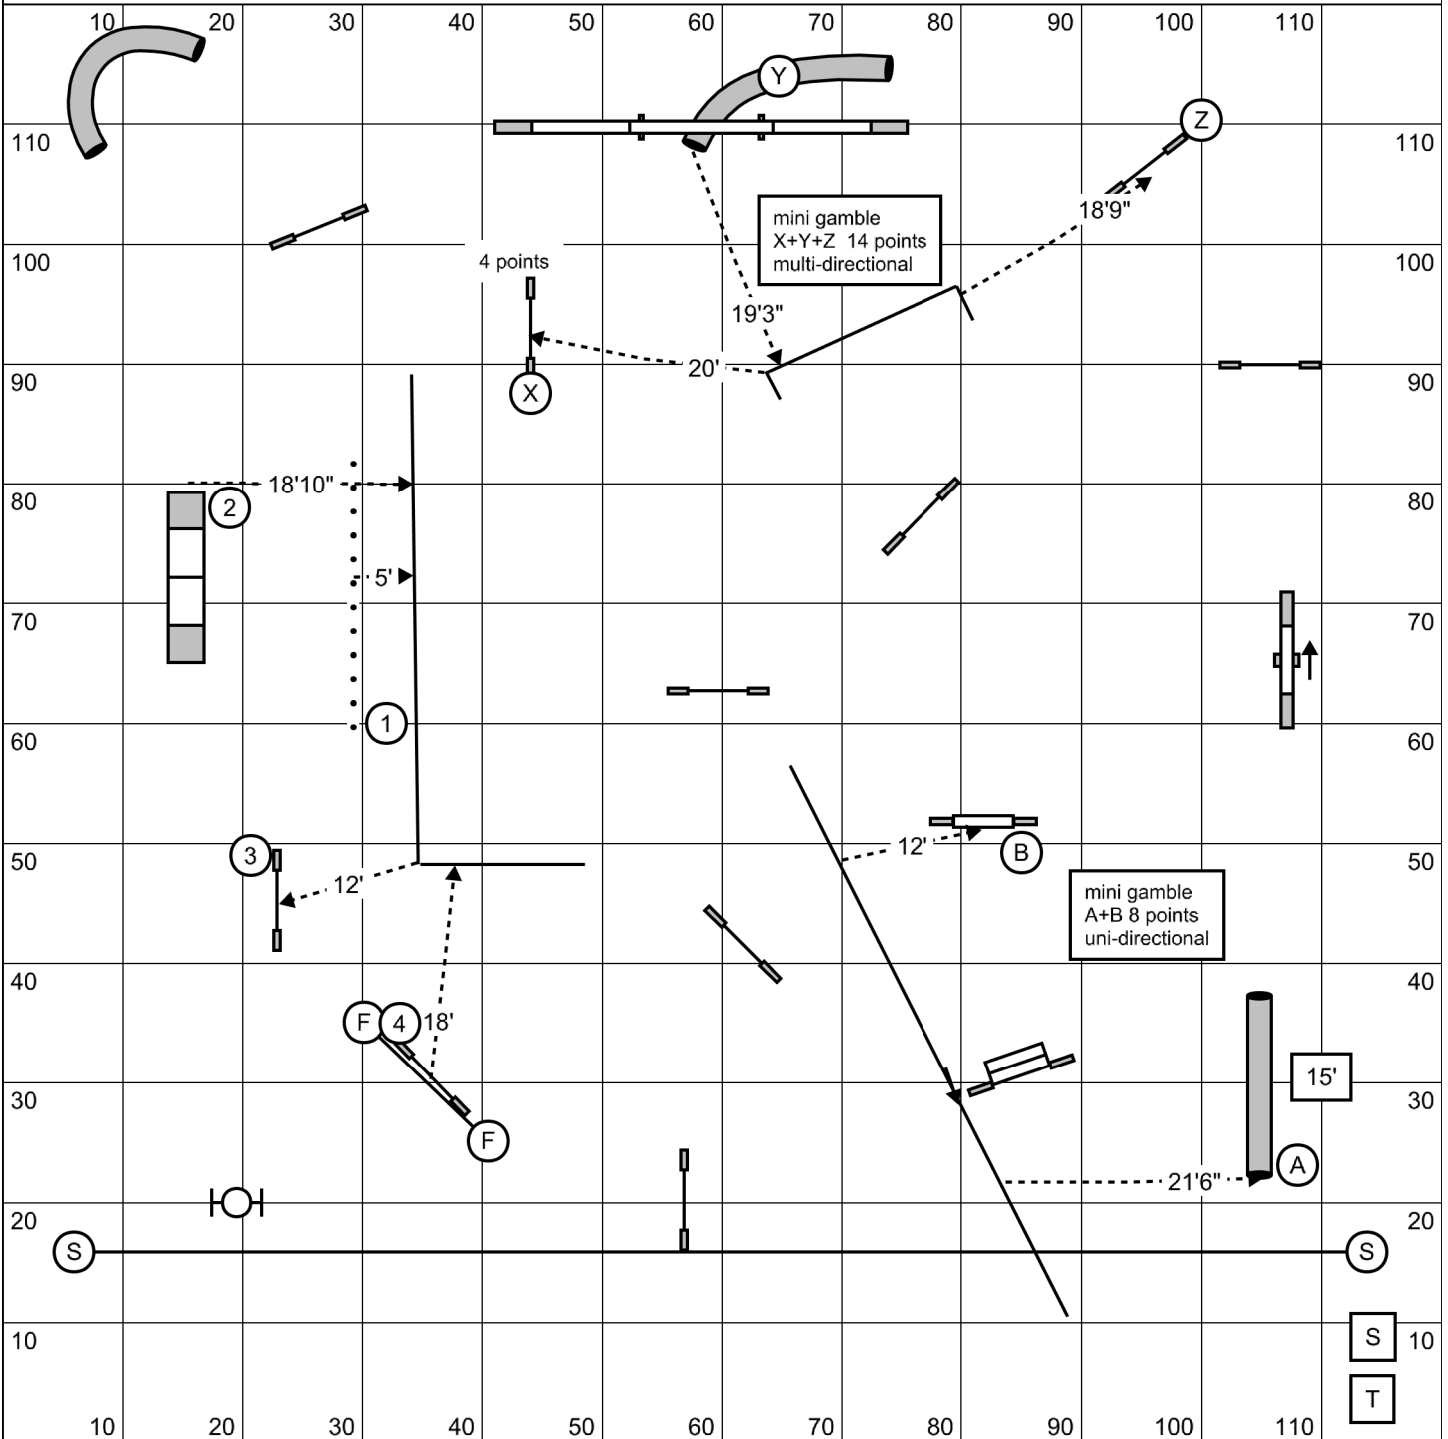 10 20 30 40 50 60 70 80 90 100 110
Y
Z
110 110
18'9"
mini gamble
X+Y+Z 14 points
multi-directional
100 100
4 points
19'3"
20'
90 90
X
18'10"
80 80
2
5'
70 70
1
60 60
12'
B
3
50 50
12'
mini gamble
A+B 8 points
uni-directional
40 40
F 4 18'
15'
30 30
F
A
21'6"
20 20
S S
S
10 10
T
10 20 30 40 50 60 70 80 90 100 110